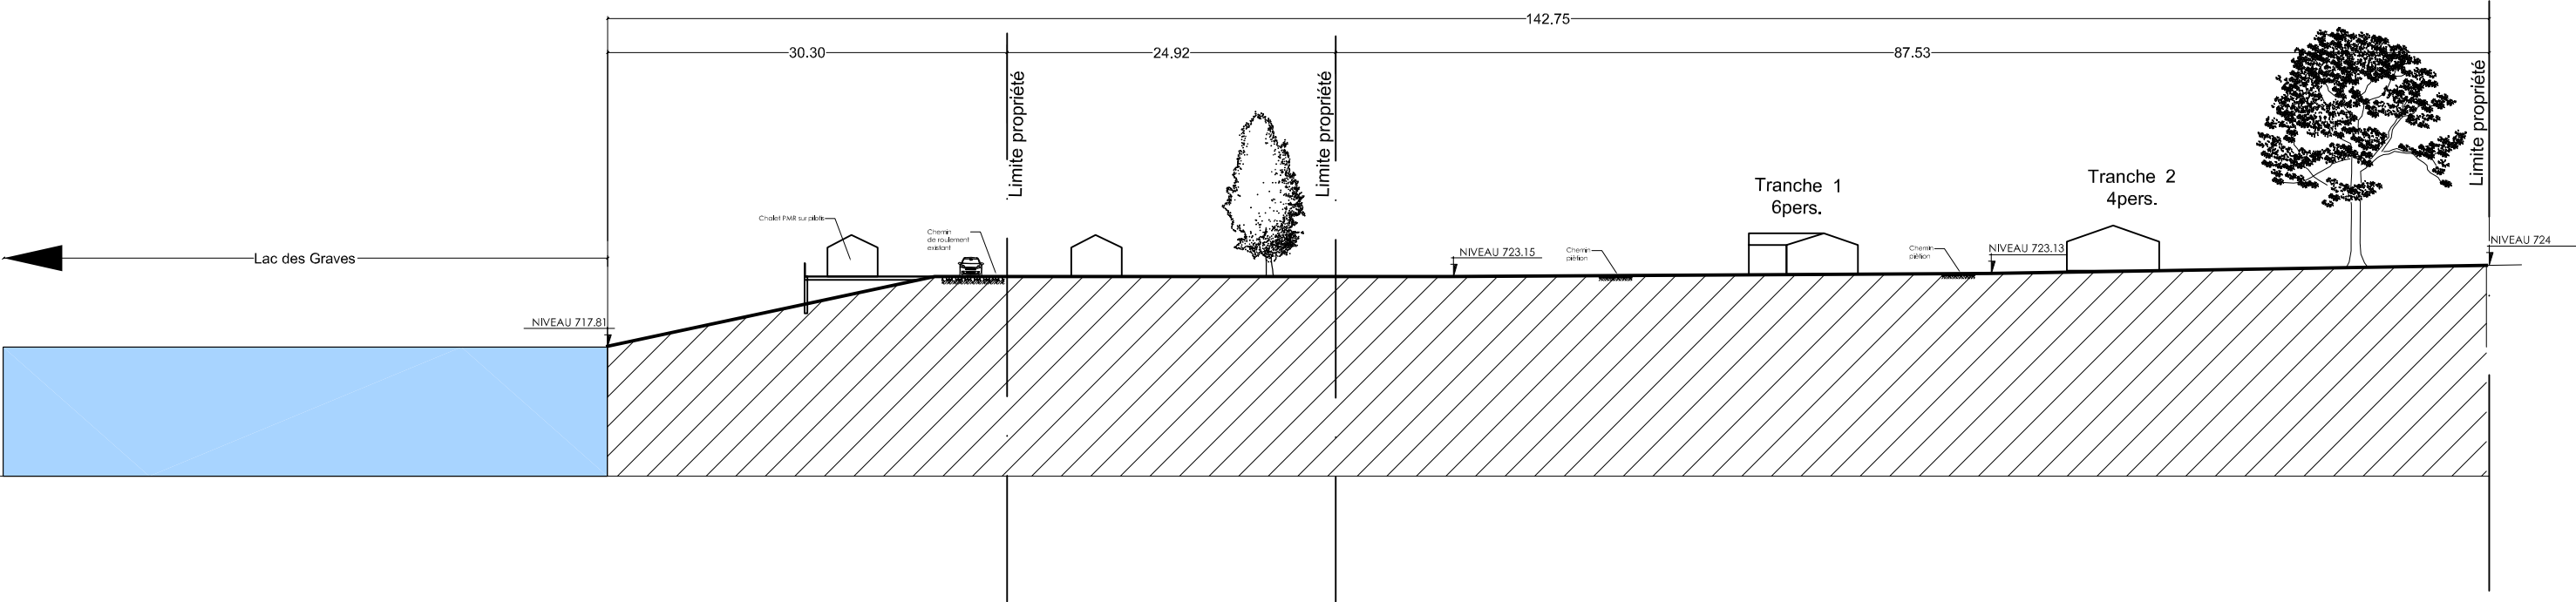 142.75
30.30
24.92
87.53
Limite propriété
Limite propriété
Limite propriété
Tranche 1
6pers.
Tranche 2
4pers.
Chalet PMR sur pilotis
Chemin
de roulement
existant
Lac des Graves
NIVEAU 723.15
Chemin
piéton
Chemin
piéton
NIVEAU 723.13
NIVEAU 724
NIVEAU 717.81